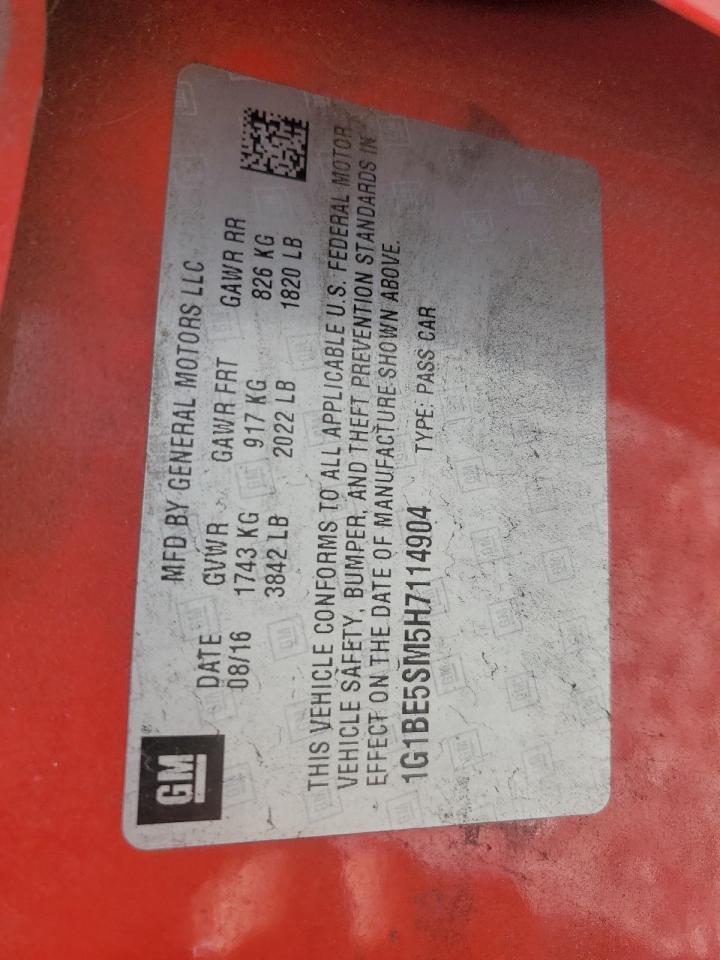 GM
MFD BY GENERAL MOTORS LLC
DATE GVWR GAWR FRT GAWR RR
08/16 1743 KG 917 KG 826 KG
3842 LB 2022 LB 1820 LB
THIS VEHICLE CONFORMS TO ALL APPLICABLE U.S. FEDERAL MOTOR
VEHICLE SAFETY, BUMPER, AND THEFT PREVENTION STANDARDS IN
EFFECT ON THE DATE OF MANUFACTURE SHOWN ABOVE.
1G1BE5SM5H7114904 TYPE: PASS CAR